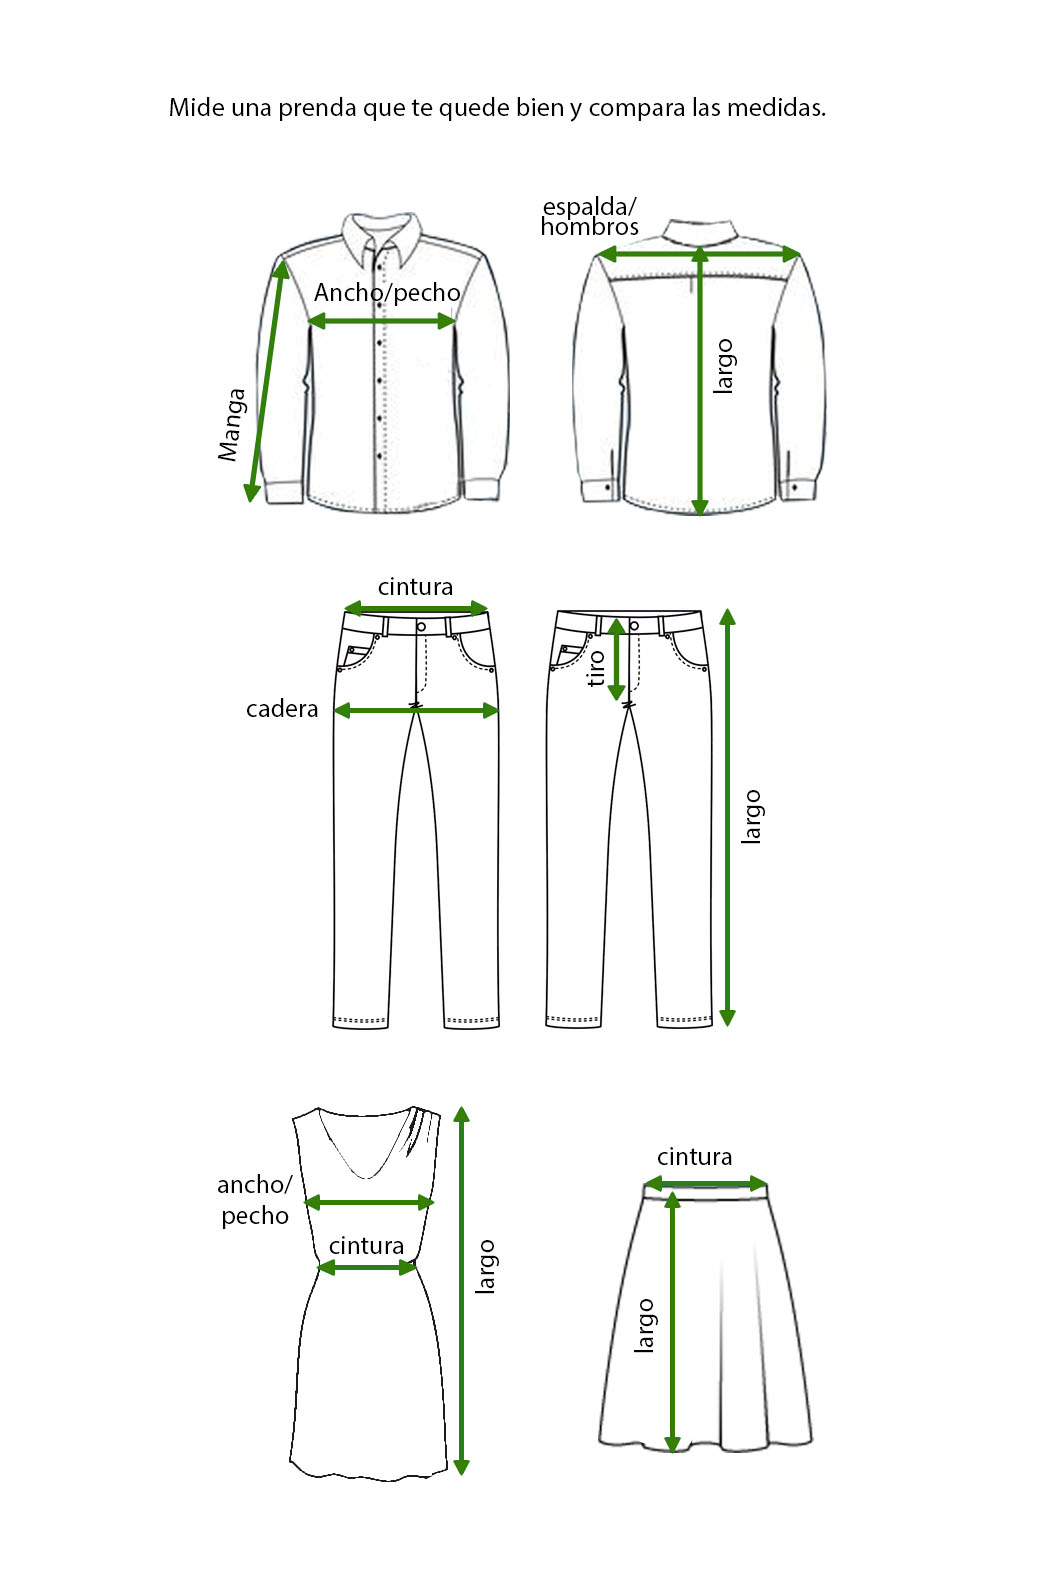 Mide una prenda que te quede bien y compara las medidas.
espalda/
hombros
Ancho/pecho
Manga
largo
cintura
cadera
tiro
largo
ancho/
pecho
cintura
largo
cintura
largo